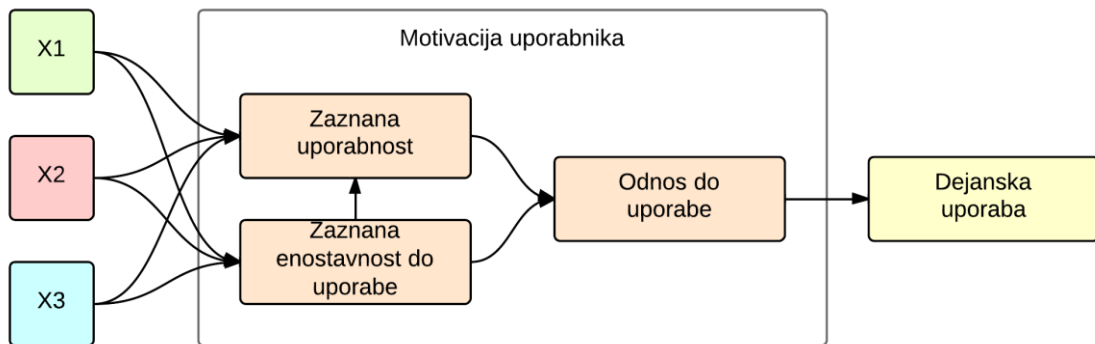 X1
X2
X3
Motivacija uporabnika
Zaznana
uporabnost
Zaznana
enostavnost do
uporabe
Odnos do
uporabe
Dejanska
uporaba